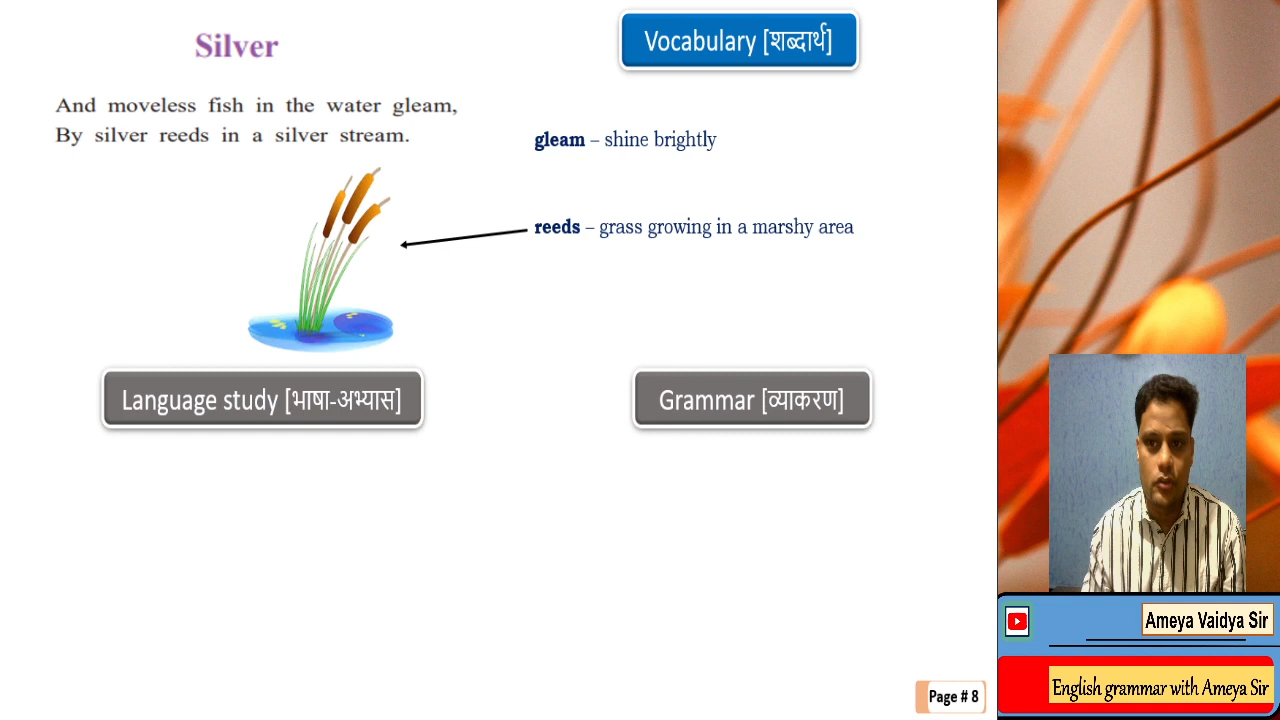 Silver
Vocabulary [शब्दार्थ]
And moveless fish in the water gleam,
By silver reeds in a silver stream.
gleam – shine brightly
reeds – grass growing in a marshy area
Language study [भाषा-अभ्यास]
Grammar [व्याकरण]
Ameya Vaidya Sir
English grammar with Ameya Sir
Page # 8